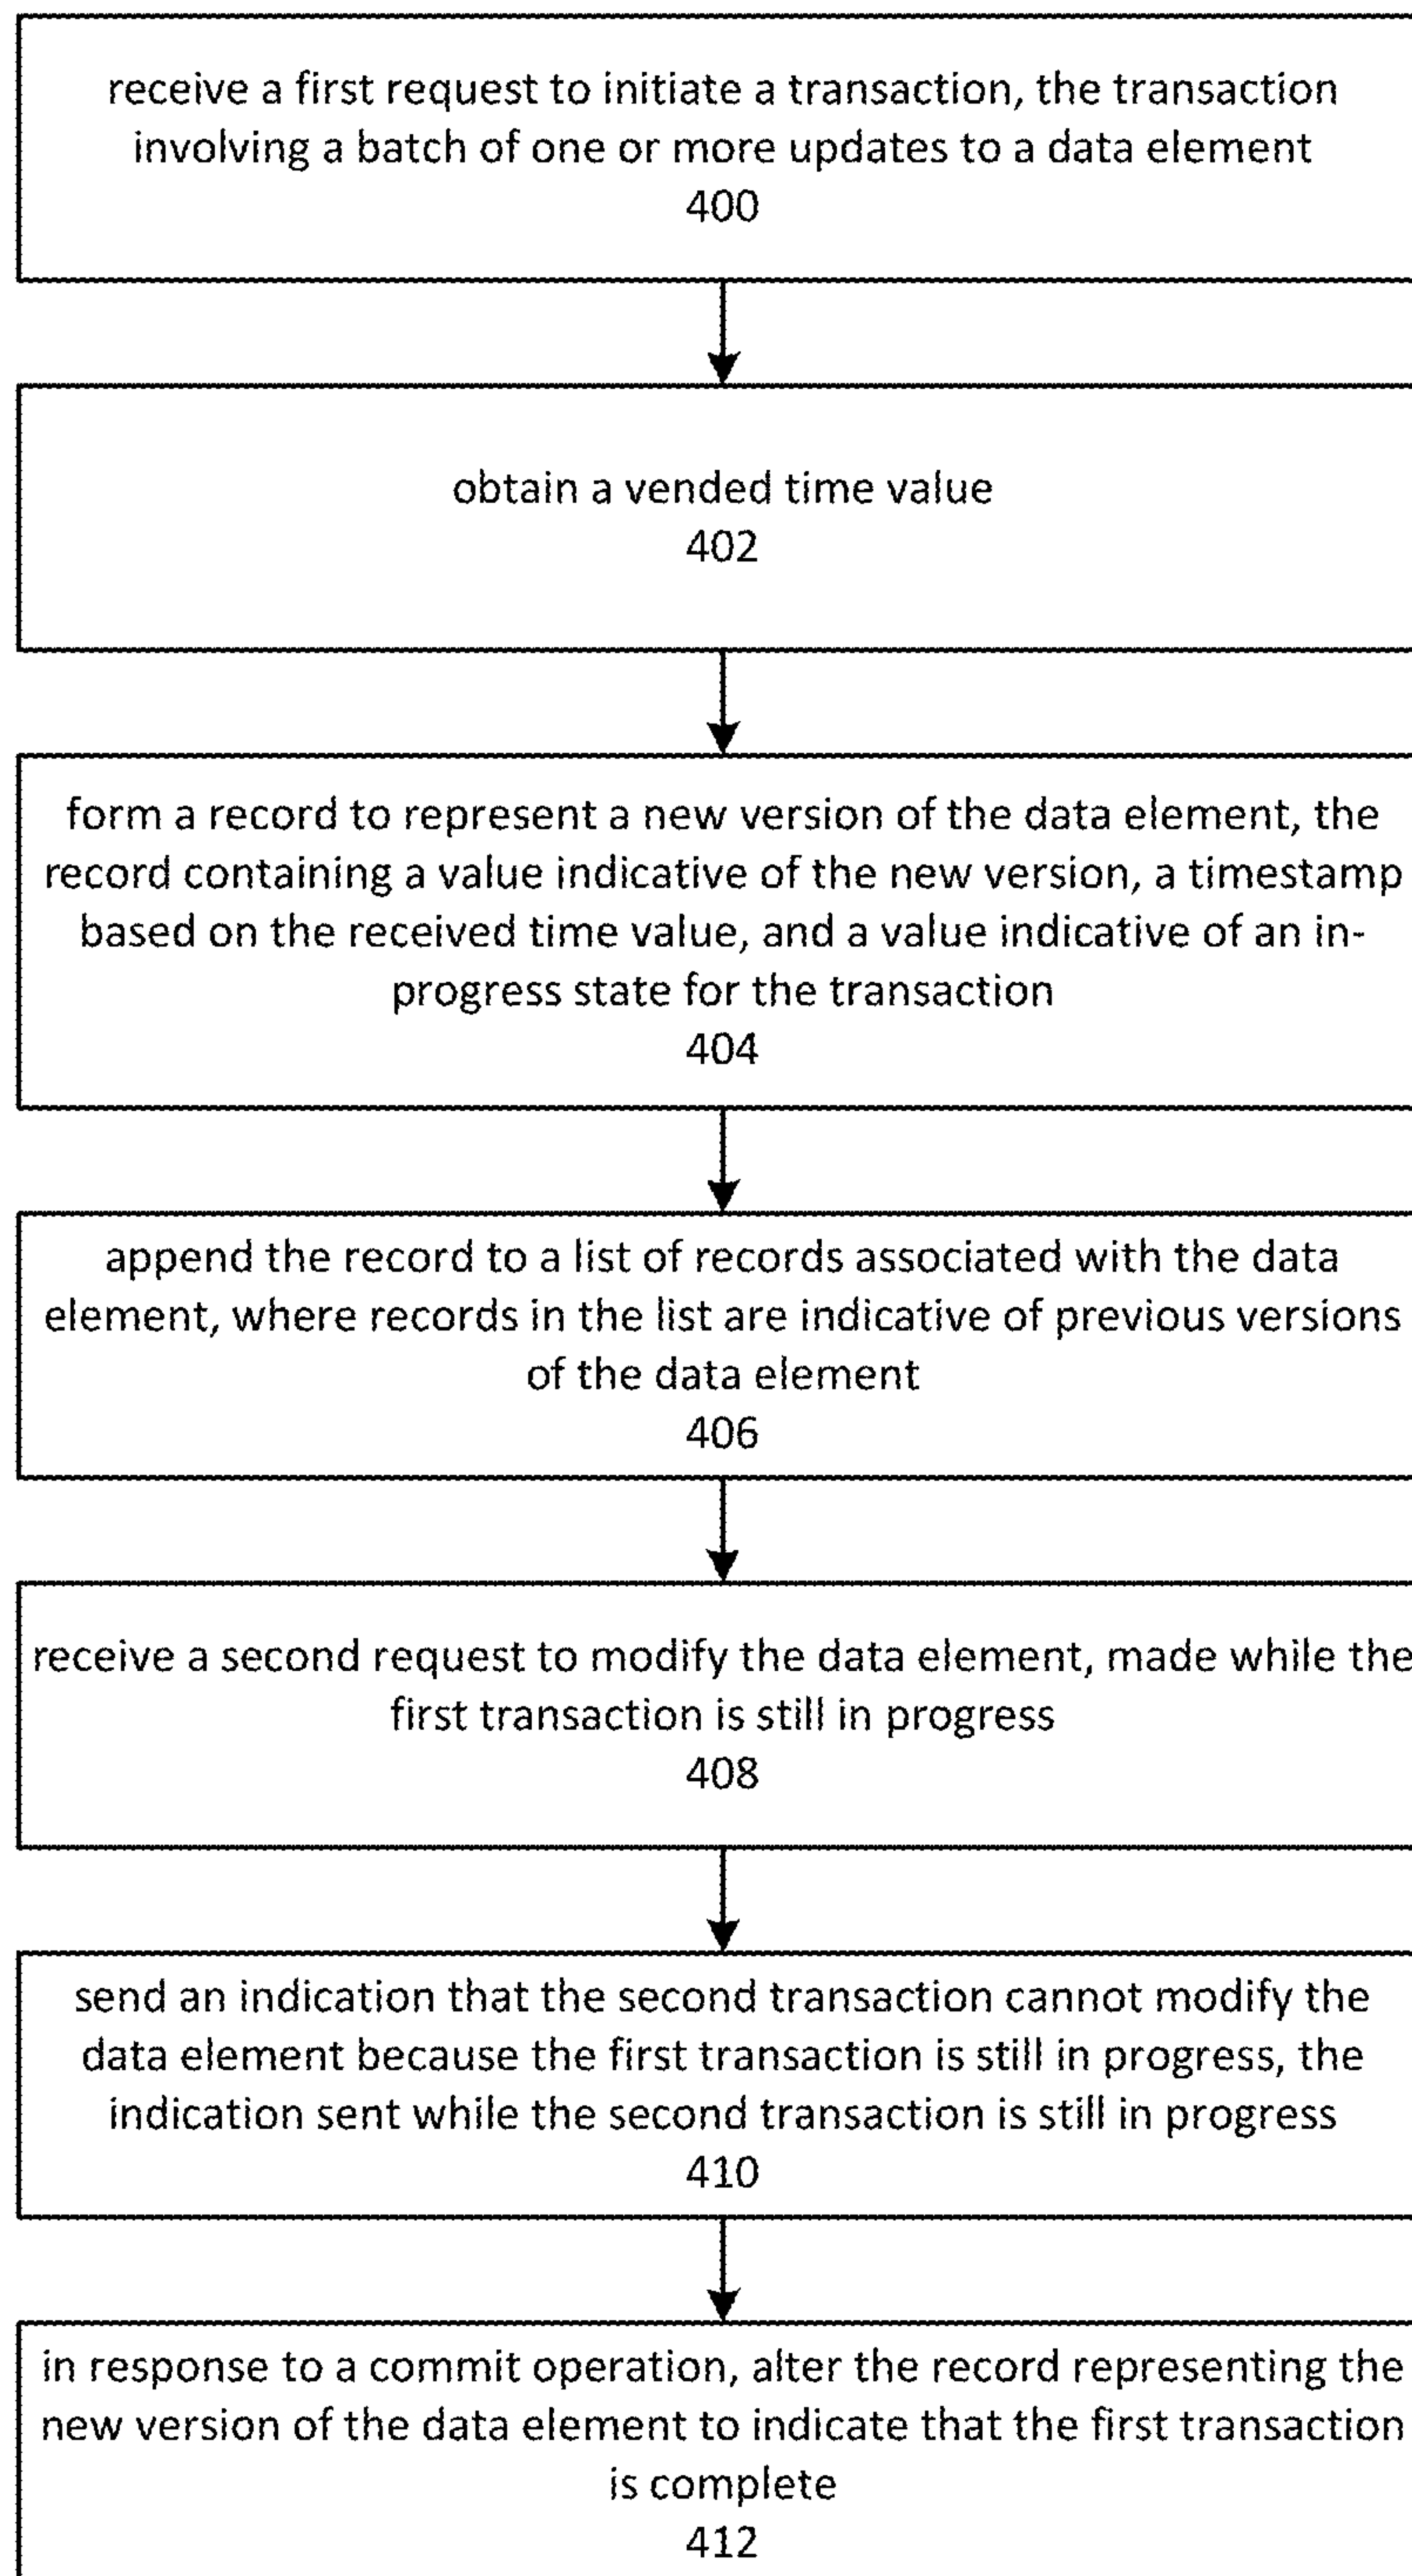 receive a first request to initiate a transaction, the transaction
involving a batch of one or more updates to a data element
400
obtain a vended time value
402
form a record to represent a new version of the data element, the
record containing a value indicative of the new version, a timestamp
based on the received time value, and a value indicative of an in-
progress state for the transaction
404
append the record to a list of records associated with the data
element, where records in the list are indicative of previous versions
of the data element
406
receive a second request to modify the data element, made while the
first transaction is still in progress
408
send an indication that the second transaction cannot modify the
data element because the first transaction is still in progress, the
indication sent while the second transaction is still in progress
410
in response to a commit operation, alter the record representing the
new version of the data element to indicate that the first transaction
is complete
412